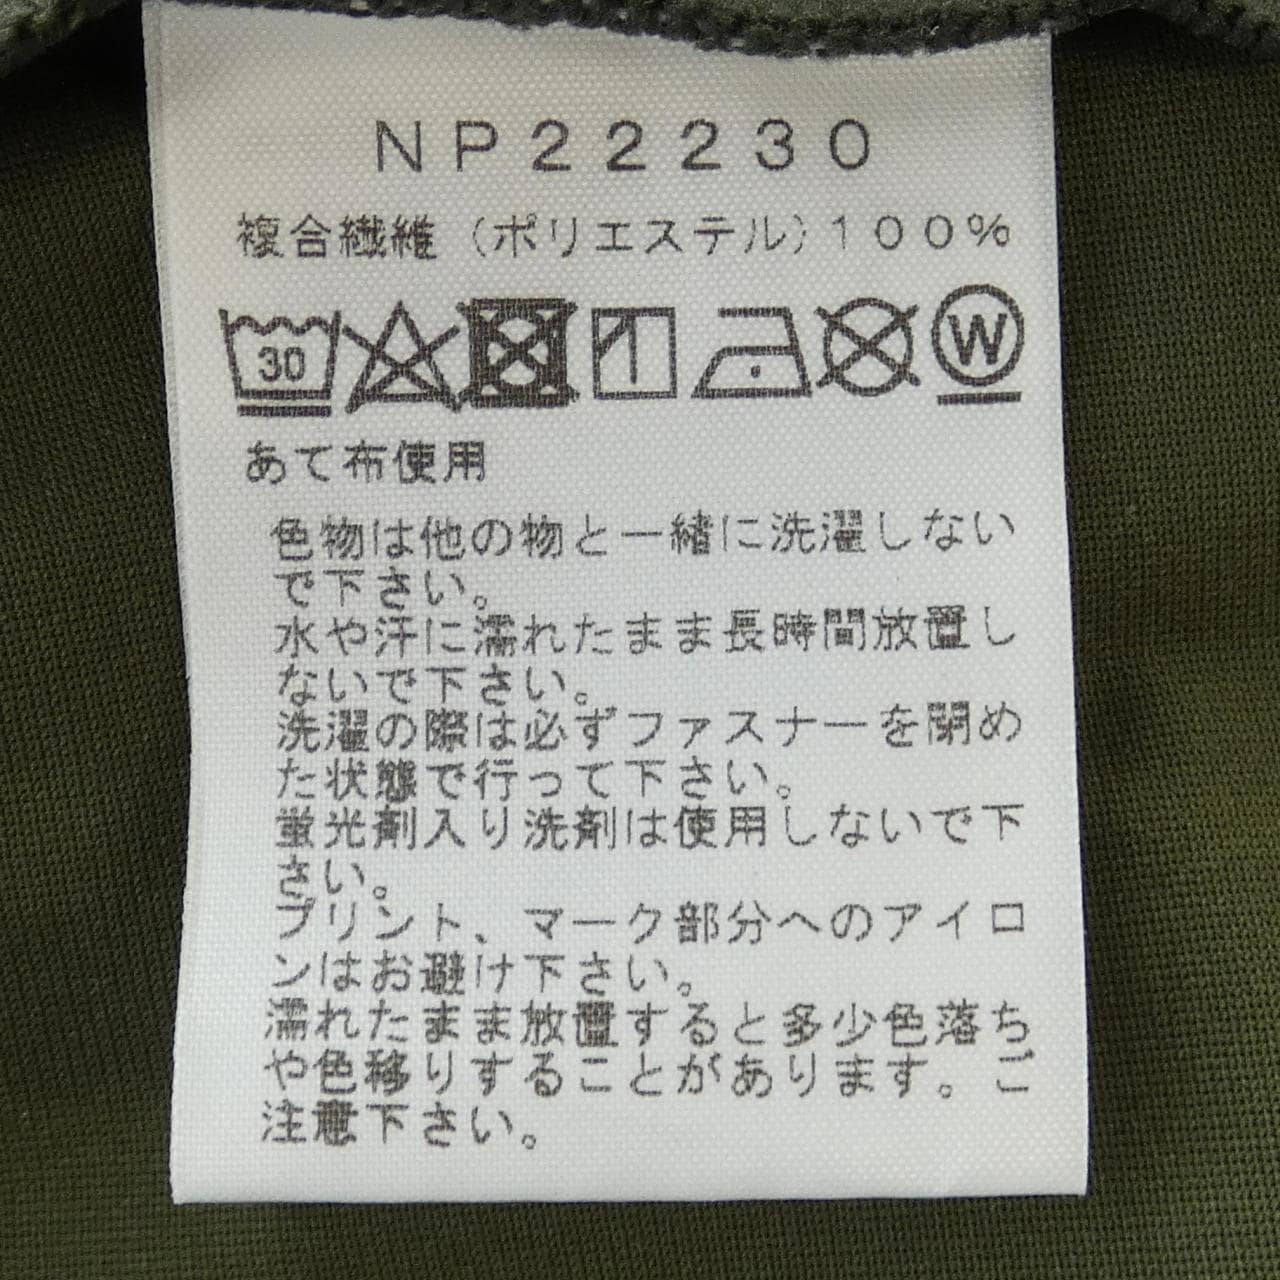 NP22230
複合繊維(ポリエステル)100%
30
W
あて布使用
色物は他の物と一緒に洗濯しない
で下さい。
水や汗に濡れたまま長時間放置し
ないで下さい。
洗濯の際は必ずファスナーを閉め
た状態で行って下さい。
蛍光剤入り洗剤は使用しないで下
さい。
プリント、マーク部分へのアイロ
ンはお避け下さい。
濡れたまま放置すると多少色落ち
や色移りすることがあります。ご
注意下さい。